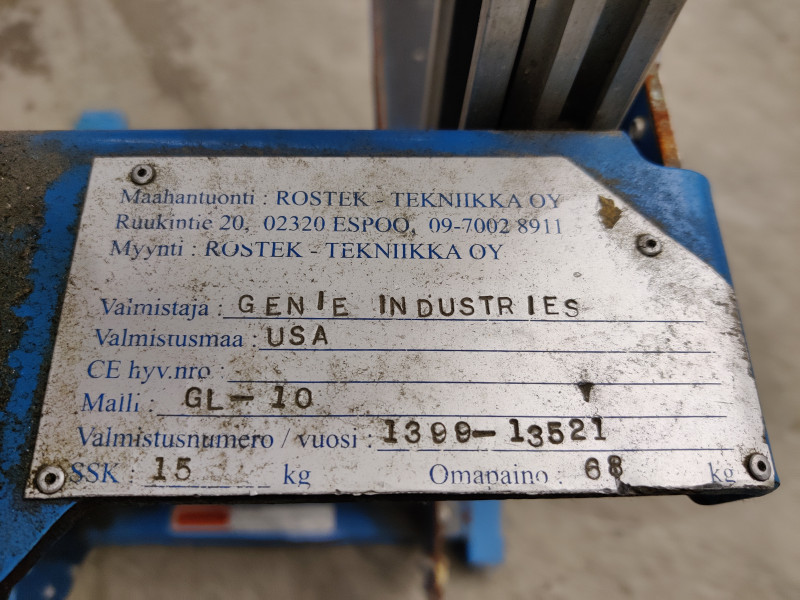 Maahantuonti : ROSTEK - TEKNIIKKA OY
Ruukintie 20, 02320 ESPOO, 09-7002 8911
Myynti : ROSTEK - TEKNIIKKA OY
Valmistaja : GENIE INDUSTRIES
Valmistusmaa : USA
CE hyv.nro :
Malli : GL-10
Valmistusnumero / vuosi : 1399-13521
SSK : 15 kg Omapaino : 68 kg